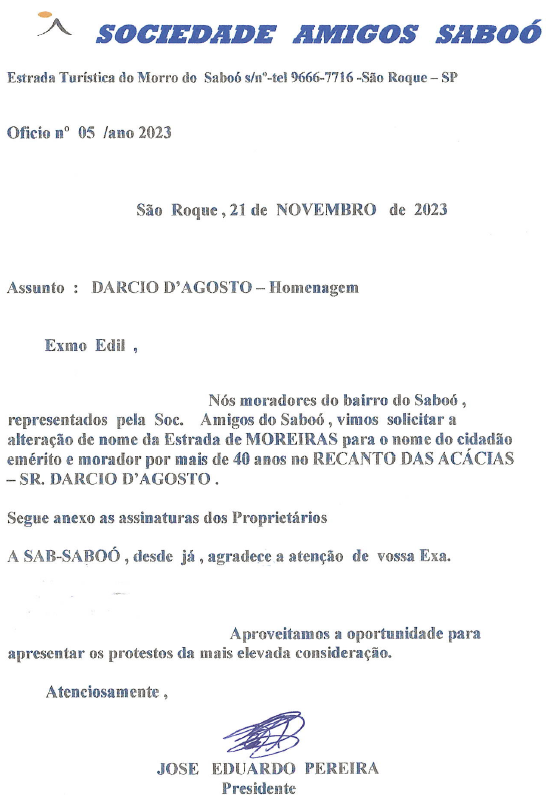 SOCIEDADE AMIGOS SABOÓ
Estrada Turística do Morro do Saboó s/nº-tel 9666-7716 -São Roque – SP
Oficio nº 05 /ano 2023
São Roque , 21 de NOVEMBRO de 2023
Assunto : DARCIO D’AGOSTO – Homenagem
Exmo Edil ,
Nós moradores do bairro do Saboó ,
representados pela Soc. Amigos do Saboó , vimos solicitar a
alteração de nome da Estrada de MOREIRAS para o nome do cidadão
emérito e morador por mais de 40 anos no RECANTO DAS ACÁCIAS
– SR. DARCIO D’AGOSTO .
Segue anexo as assinaturas dos Proprietários
A SAB-SABOÓ , desde já , agradece a atenção de vossa Exa.
Aproveitamos a oportunidade para
apresentar os protestos da mais elevada consideração.
Atenciosamente ,
JOSE EDUARDO PEREIRA
Presidente